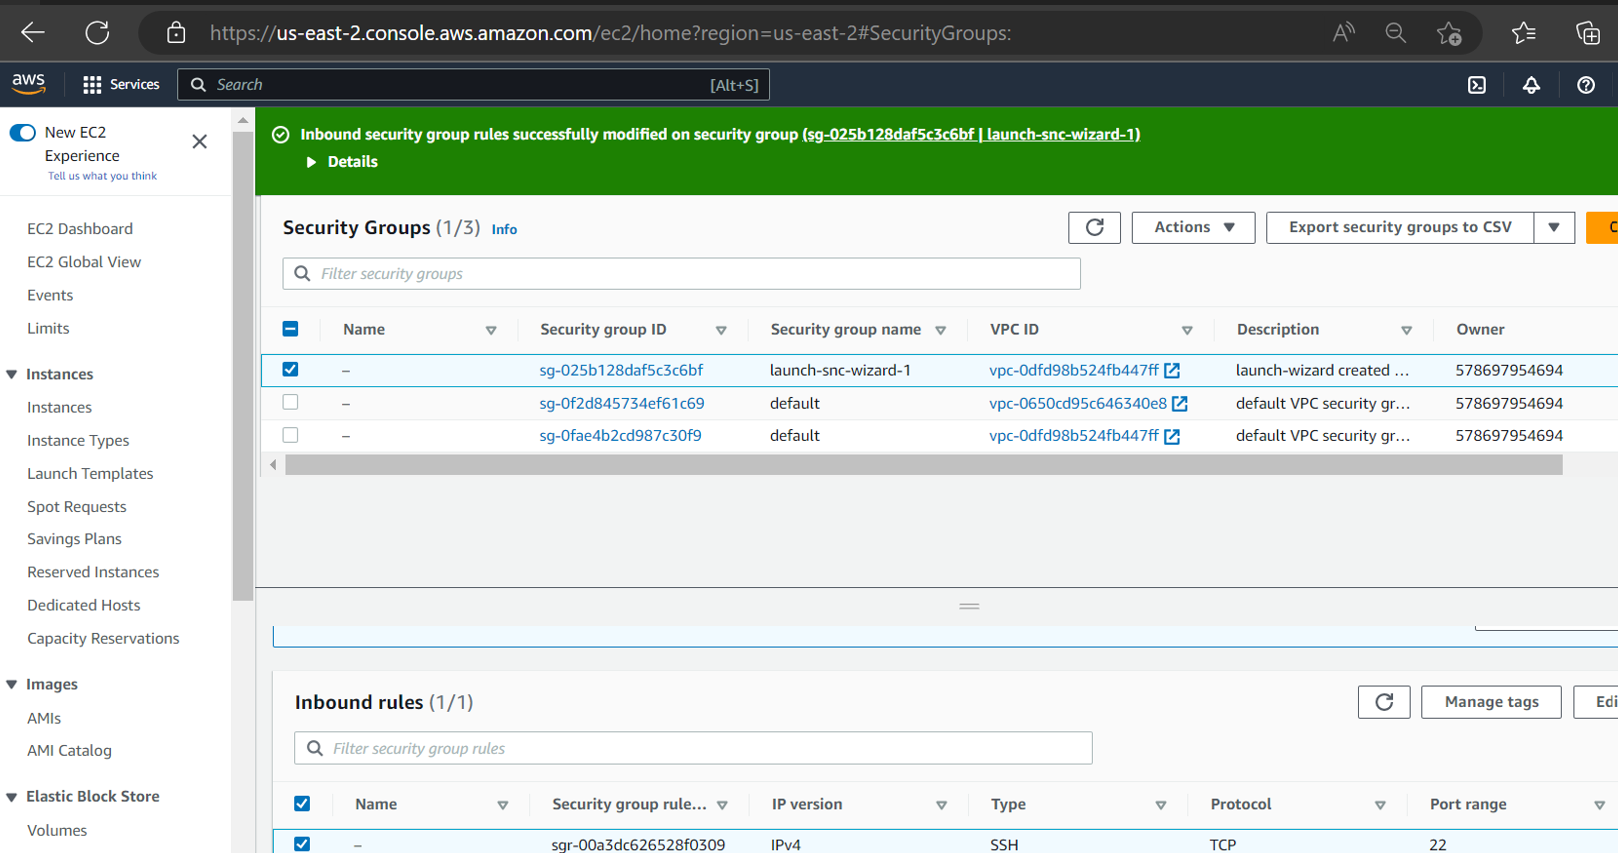 https://us-east-2.console.aws.amazon.com/ec2/home?region=us-east-2#SecurityGroups:
aws
Services
Search
[Alt+S]
New EC2
Experience
Tell us what you think
EC2 Dashboard
EC2 Global View
Events
Limits
Instances
Instances
Instance Types
Launch Templates
Spot Requests
Savings Plans
Reserved Instances
Dedicated Hosts
Capacity Reservations
Images
AMIs
AMI Catalog
Elastic Block Store
Volumes
Inbound security group rules successfully modified on security group (sg-025b128daf5c3c6bf | launch-snc-wizard-1)
Details
Security Groups (1/3) Info
Actions
Export security groups to CSV
C
Filter security groups
Name Security group ID Security group name VPC ID Description Owner
– sg-025b128daf5c3c6bf launch-snc-wizard-1 vpc-0dfd98b524fb447ff launch-wizard created ... 578697954694
– sg-0f2d845734ef61c69 default vpc-0650cd95c646340e8 default VPC security gr... 578697954694
– sg-0fae4b2cd987c30f9 default vpc-0dfd98b524fb447ff default VPC security gr... 578697954694
Inbound rules (1/1)
Manage tags
Edi
Filter security group rules
Name Security group rule... IP version Type Protocol Port range
– sgr-00a3dc626528f0309 IPv4 SSH TCP 22